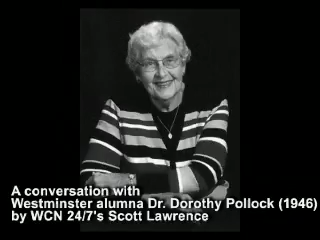 A conversation with
Westminster alumna Dr. Dorothy Pollock (1946)
by WCN 24/7's Scott Lawrence